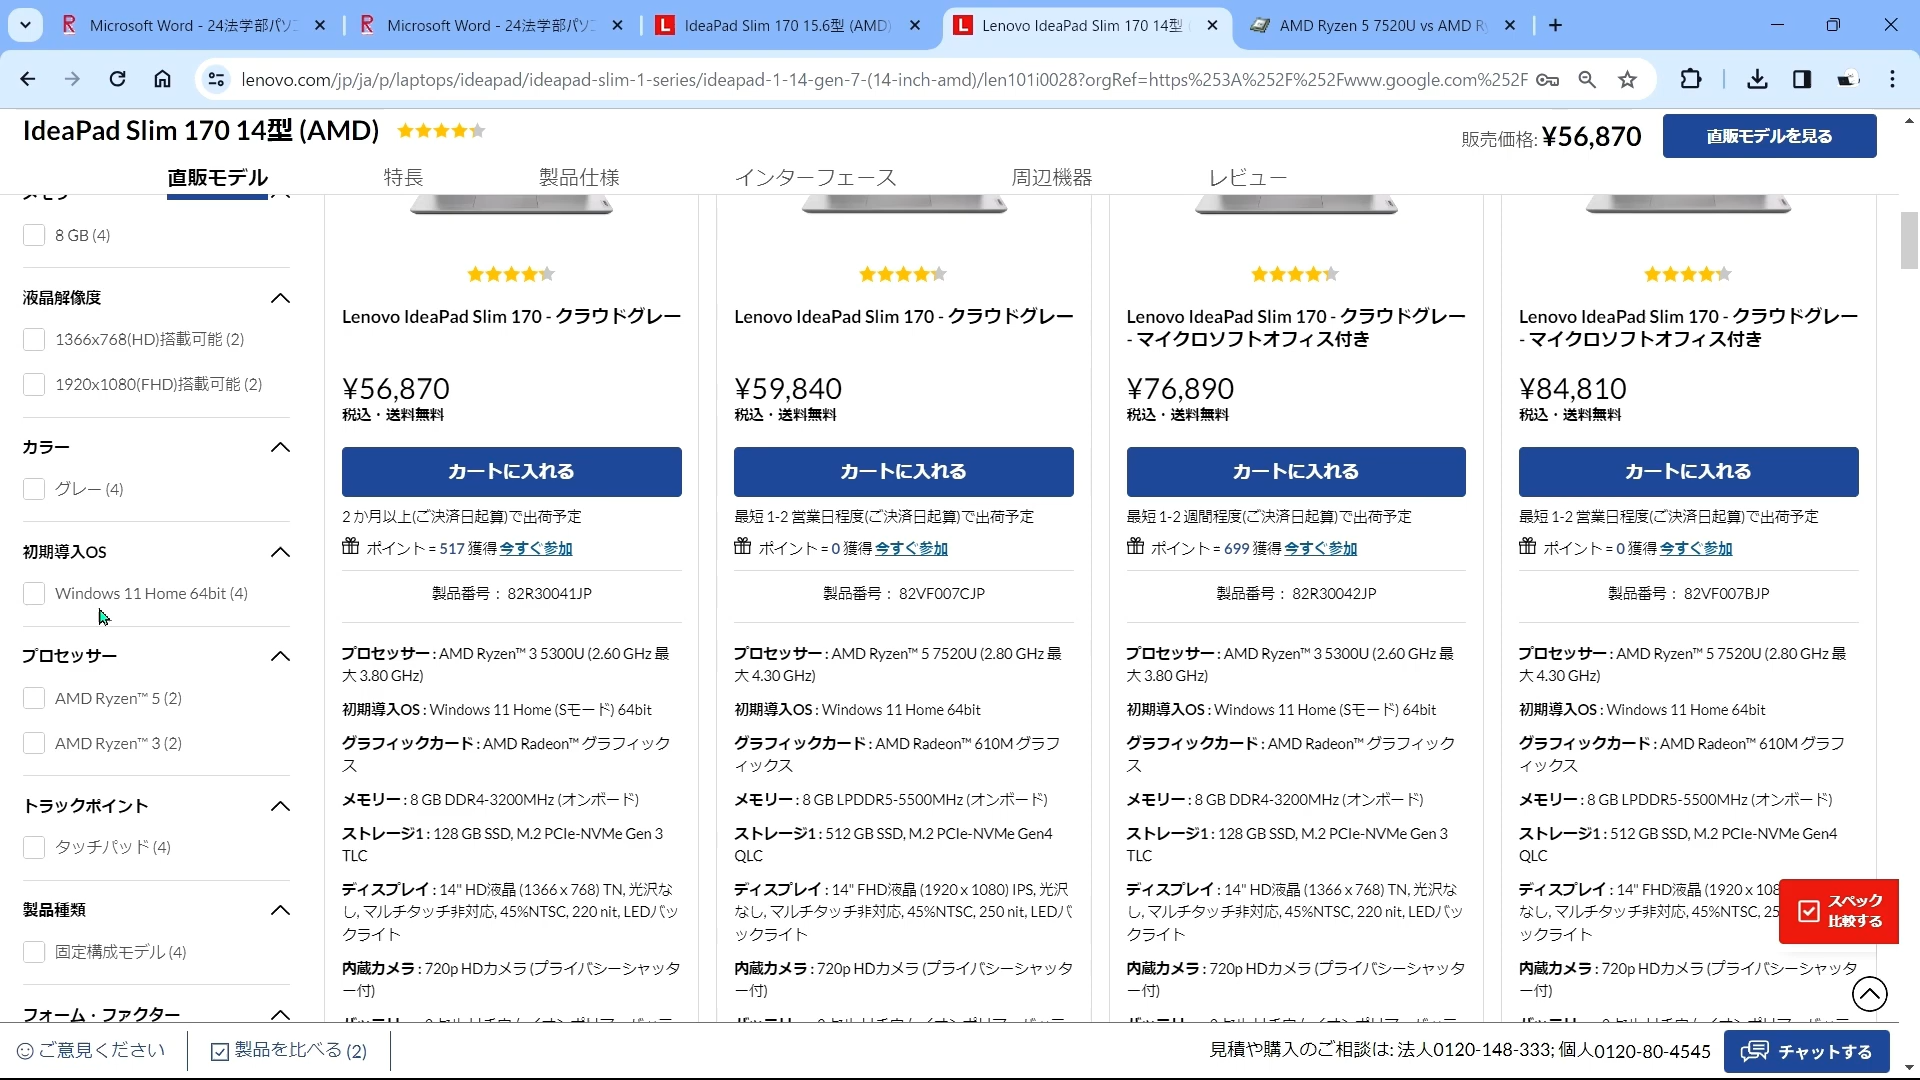 Microsoft Word - 24法学部パソコ
Microsoft Word - 24法学部パソコ
IdeaPad Slim 170 15.6型 (AMD)
Lenovo IdeaPad Slim 170 14型
AMD Ryzen 5 7520U vs AMD Ry
lenovo.com/jp/ja/p/laptops/ideapad/ideapad-slim-1-series/ideapad-1-14-gen-7-(14-inch-amd)/len101i0028?orgRef=https%253A%252F%252Fwww.google.com%252F
IdeaPad Slim 170 14型 (AMD)
販売価格: ¥56,870
直販モデルを見る
直販モデル
特長
製品仕様
インターフェース
周辺機器
レビュー
メモリー
8 GB (4)
液晶解像度
1366x768(HD)搭載可能 (2)
1920x1080(FHD)搭載可能 (2)
カラー
グレー (4)
初期導入OS
Windows 11 Home 64bit (4)
プロセッサー
AMD Ryzen™ 5 (2)
AMD Ryzen™ 3 (2)
トラックポイント
タッチパッド (4)
製品種類
固定構成モデル (4)
フォーム・ファクター
Lenovo IdeaPad Slim 170 - クラウドグレー
¥56,870
税込・送料無料
カートに入れる
2 か月以上(ご決済日起算)で出荷予定
ポイント = 517 獲得 今すぐ参加
製品番号： 82R30041JP
プロセッサー : AMD Ryzen™ 3 5300U (2.60 GHz 最
大 3.80 GHz)
初期導入OS : Windows 11 Home (Sモード) 64bit
グラフィックカード : AMD Radeon™ グラフィック
ス
メモリー : 8 GB DDR4-3200MHz (オンボード)
ストレージ1 : 128 GB SSD, M.2 PCIe-NVMe Gen 3
TLC
ディスプレイ : 14" HD液晶 (1366 x 768) TN, 光沢な
し, マルチタッチ非対応, 45%NTSC, 220 nit, LEDバッ
クライト
内蔵カメラ : 720p HDカメラ (プライバシーシャッタ
ー付)
Lenovo IdeaPad Slim 170 - クラウドグレー
¥59,840
税込・送料無料
カートに入れる
最短 1-2 営業日程度(ご決済日起算)で出荷予定
ポイント = 0 獲得 今すぐ参加
製品番号： 82VF007CJP
プロセッサー : AMD Ryzen™ 5 7520U (2.80 GHz 最
大 4.30 GHz)
初期導入OS : Windows 11 Home 64bit
グラフィックカード : AMD Radeon™ 610M グラフ
ィックス
メモリー : 8 GB LPDDR5-5500MHz (オンボード)
ストレージ1 : 512 GB SSD, M.2 PCIe-NVMe Gen4
QLC
ディスプレイ : 14" FHD液晶 (1920 x 1080) IPS, 光沢
なし, マルチタッチ非対応, 45%NTSC, 250 nit, LEDバ
ックライト
内蔵カメラ : 720p HDカメラ (プライバシーシャッタ
ー付)
Lenovo IdeaPad Slim 170 - クラウドグレー
- マイクロソフトオフィス付き
¥76,890
税込・送料無料
カートに入れる
最短 1-2 週間程度(ご決済日起算)で出荷予定
ポイント = 699 獲得 今すぐ参加
製品番号： 82R30042JP
プロセッサー : AMD Ryzen™ 3 5300U (2.60 GHz 最
大 3.80 GHz)
初期導入OS : Windows 11 Home (Sモード) 64bit
グラフィックカード : AMD Radeon™ グラフィック
ス
メモリー : 8 GB DDR4-3200MHz (オンボード)
ストレージ1 : 128 GB SSD, M.2 PCIe-NVMe Gen 3
TLC
ディスプレイ : 14" HD液晶 (1366 x 768) TN, 光沢な
し, マルチタッチ非対応, 45%NTSC, 220 nit, LEDバッ
クライト
内蔵カメラ : 720p HDカメラ (プライバシーシャッタ
ー付)
Lenovo IdeaPad Slim 170 - クラウドグレー
- マイクロソフトオフィス付き
¥84,810
税込・送料無料
カートに入れる
最短 1-2 営業日程度(ご決済日起算)で出荷予定
ポイント = 0 獲得 今すぐ参加
製品番号： 82VF007BJP
プロセッサー : AMD Ryzen™ 5 7520U (2.80 GHz 最
大 4.30 GHz)
初期導入OS : Windows 11 Home 64bit
グラフィックカード : AMD Radeon™ 610M グラフ
ィックス
メモリー : 8 GB LPDDR5-5500MHz (オンボード)
ストレージ1 : 512 GB SSD, M.2 PCIe-NVMe Gen4
QLC
ディスプレイ : 14" FHD液晶 (1920 x 108
なし, マルチタッチ非対応, 45%NTSC, 25
ックライト
内蔵カメラ : 720p HDカメラ (プライバシーシャッタ
ー付)
スペック
比較する
ご意見ください
製品を比べる (2)
見積や購入のご相談は: 法人0120-148-333; 個人0120-80-4545
チャットする